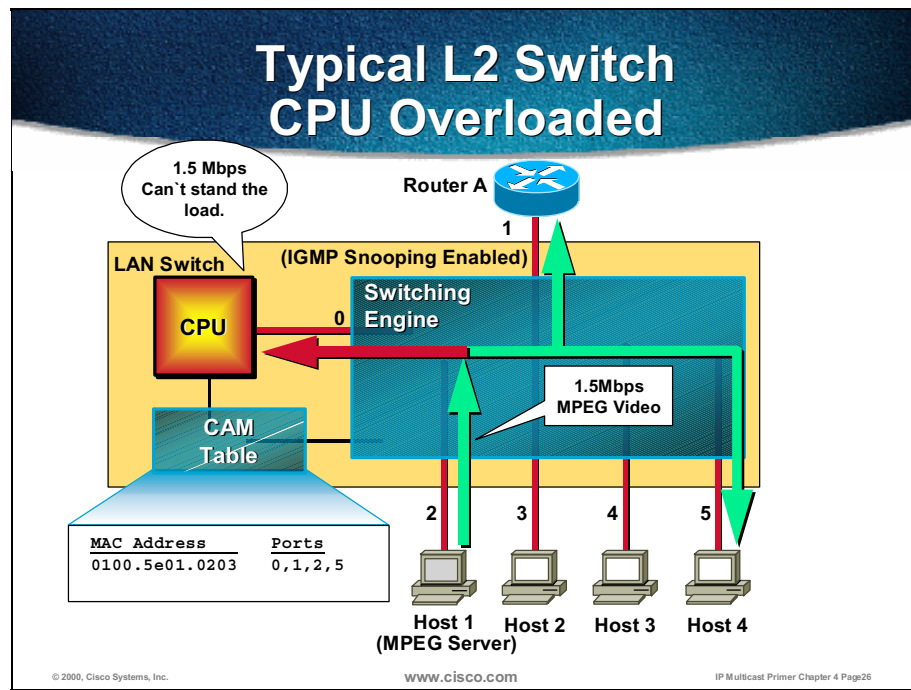 Typical L2 Switch
CPU Overloaded
1.5 Mbps
Can`t stand the
load.
Router A
1
LAN Switch
(IGMP Snooping Enabled)
Switching
Engine
CPU
0
1.5Mbps
MPEG Video
CAM
Table
2
3
4
5
MAC Address Ports
0100.5e01.0203 0,1,2,5
Host 1
(MPEG Server)
Host 2
Host 3
Host 4
© 2000, Cisco Systems, Inc.
www.cisco.com
IP Multicast Primer Chapter 4 Page26